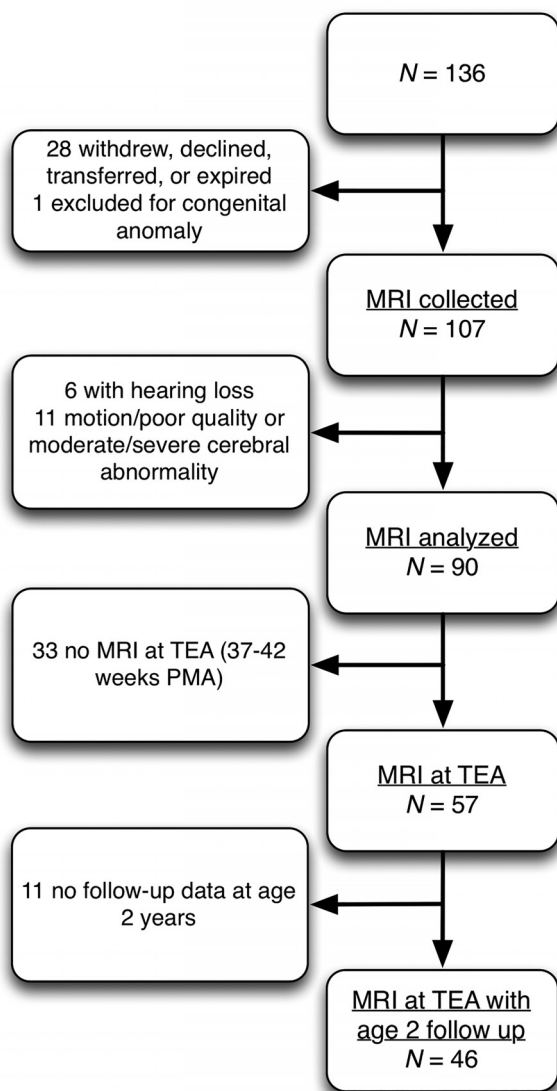 N = 136
28 withdrew, declined,
transferred, or expired
1 excluded for congenital
anomaly
MRI collected
N = 107
6 with hearing loss
11 motion/poor quality or
moderate/severe cerebral
abnormality
MRI analyzed
N = 90
33 no MRI at TEA (37-42
weeks PMA)
MRI at TEA
N = 57
11 no follow-up data at age
2 years
MRI at TEA with
age 2 follow up
N = 46